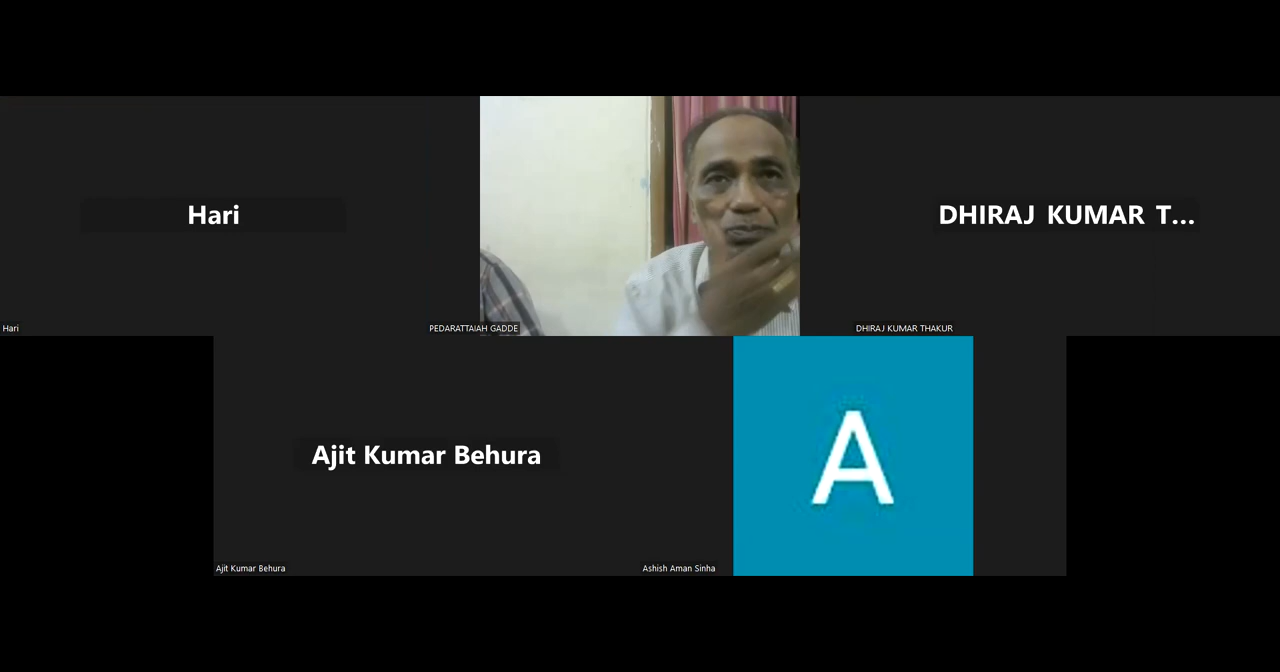 Hari
DHIRAJ KUMAR T...
Hari
PEDARATTAIAH GADDE
DHIRAJ KUMAR THAKUR
Ajit Kumar Behura
A
Ajit Kumar Behura
Ashish Aman Sinha